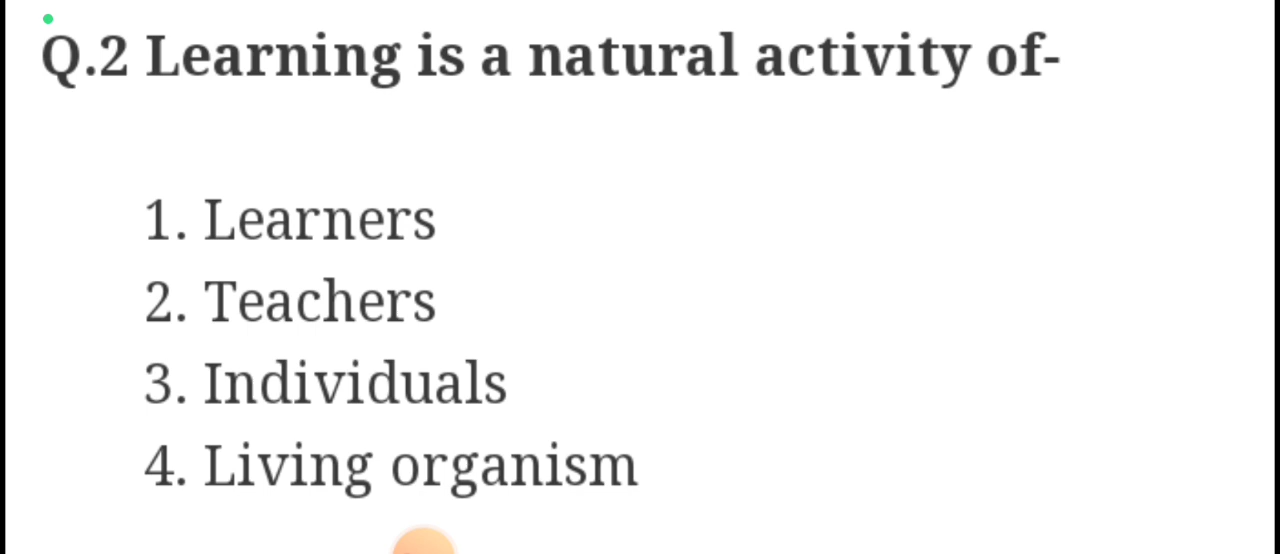 Q.2 Learning is a natural activity of-
1. Learners
2. Teachers
3. Individuals
4. Living organism